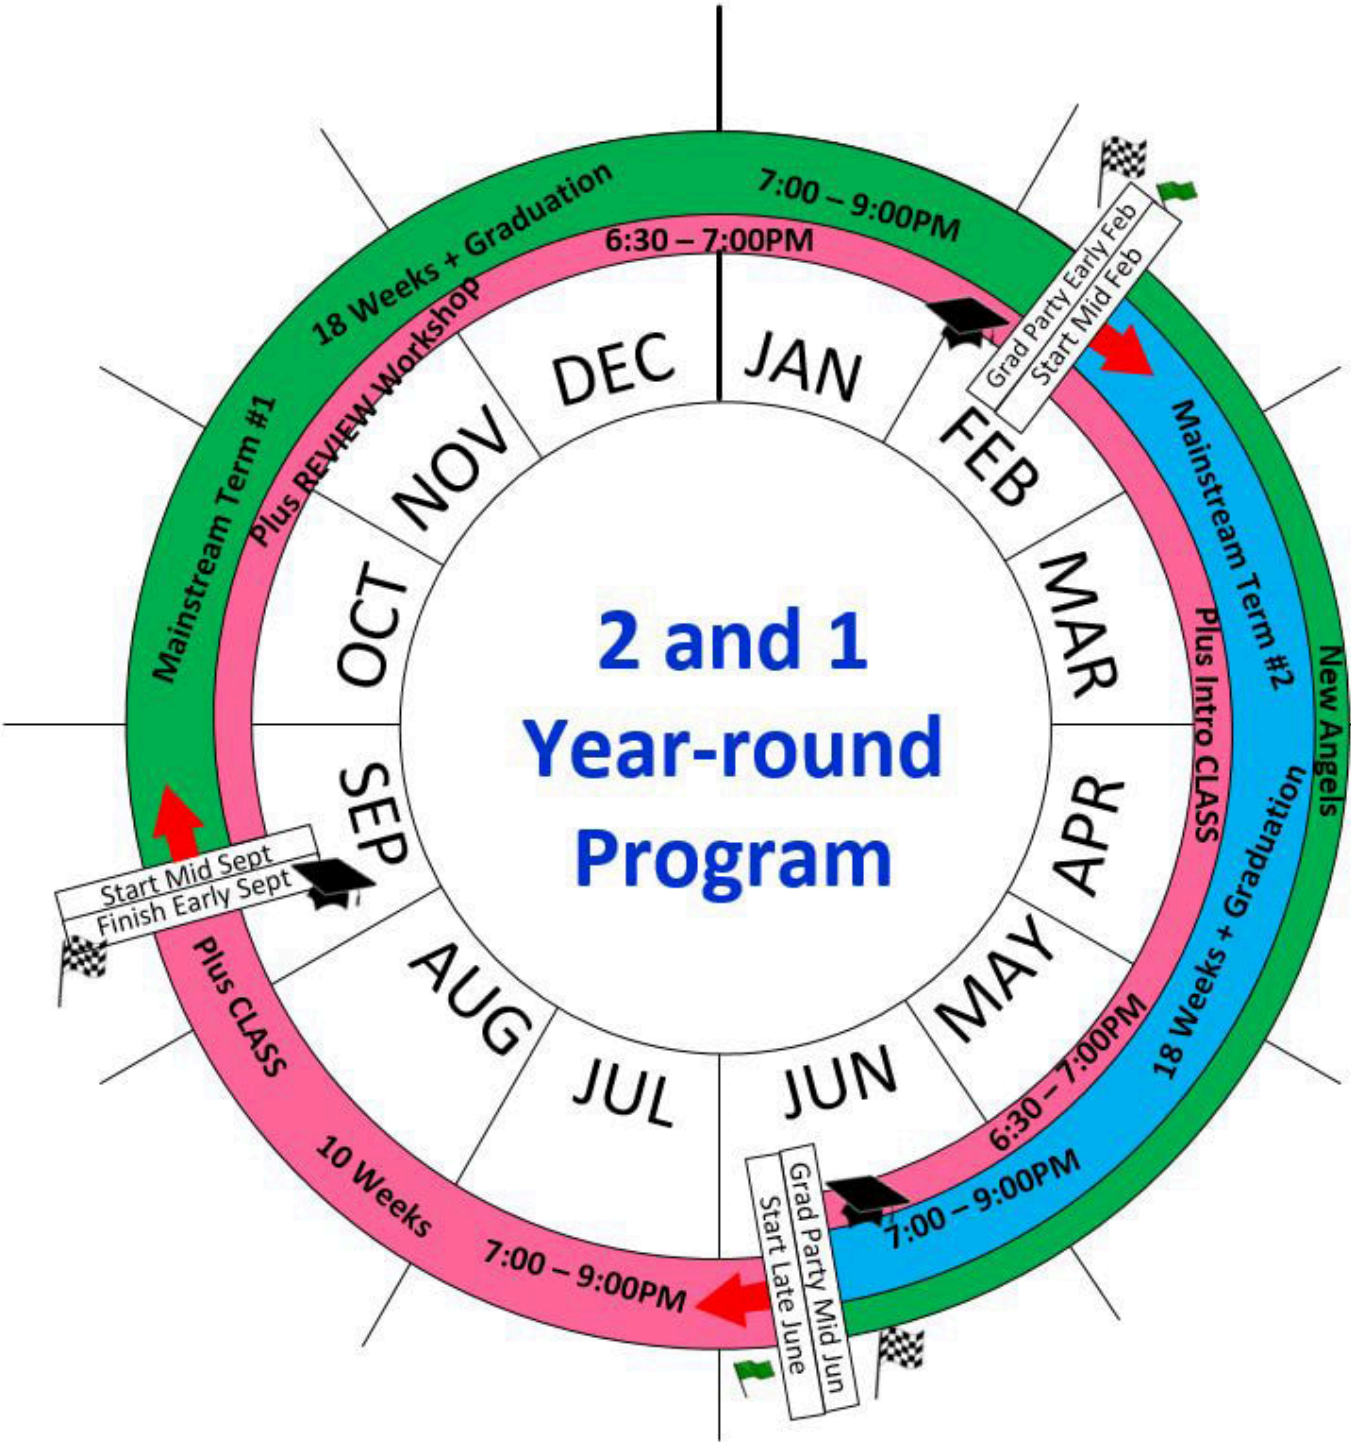 2 and 1
Year-round
Program
JAN
FEB
MAR
APR
MAY
JUN
JUL
AUG
SEP
OCT
NOV
DEC
Mainstream Term #1
18 Weeks + Graduation
7:00 – 9:00PM
Plus REVIEW Workshop
6:30 – 7:00PM
Grad Party Early Feb
Start Mid Feb
Mainstream Term #2
18 Weeks + Graduation
7:00 – 9:00PM
New Angels
Plus Intro CLASS
6:30 – 7:00PM
Grad Party Mid Jun
Start Late June
7:00 – 9:00PM
10 Weeks
Plus CLASS
Start Mid Sept
Finish Early Sept